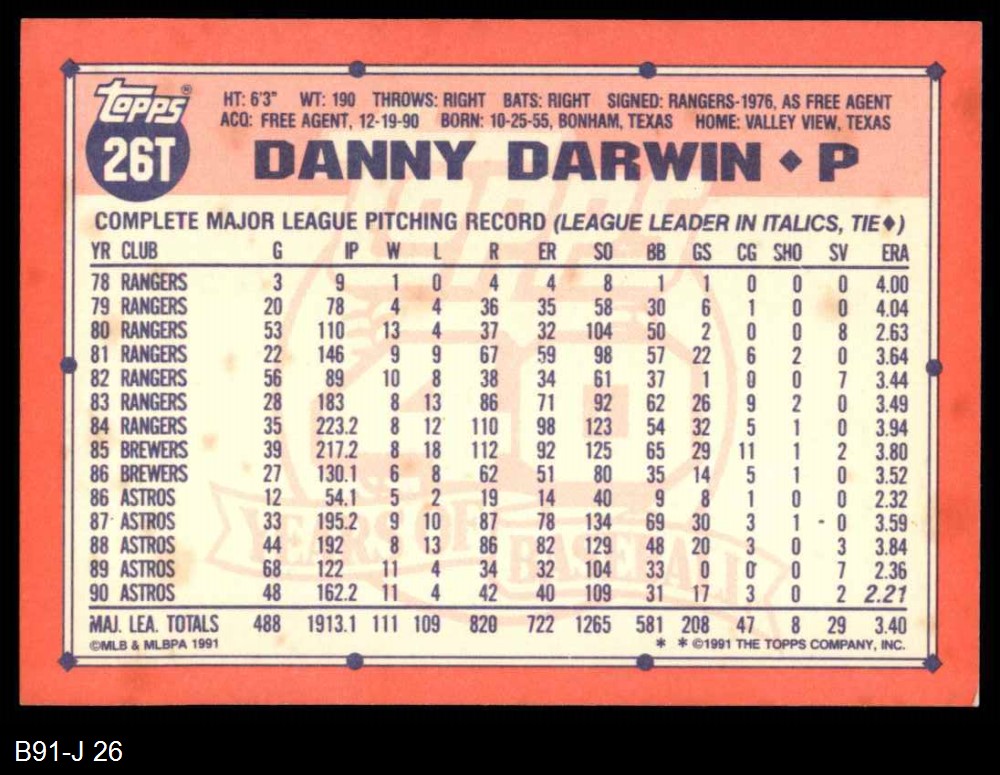 TOPPS®
26T
HT: 6'3" WT: 190 THROWS: RIGHT BATS: RIGHT SIGNED: RANGERS-1976, AS FREE AGENT
ACQ: FREE AGENT, 12-19-90 BORN: 10-25-55, BONHAM, TEXAS HOME: VALLEY VIEW, TEXAS
DANNY DARWIN ♦ P
COMPLETE MAJOR LEAGUE PITCHING RECORD (LEAGUE LEADER IN ITALICS, TIE♦)
YR CLUB G IP W L R ER SO BB GS CG SHO SV ERA
78 RANGERS 3 9 1 0 4 4 8 1 1 0 0 0 4.00
79 RANGERS 20 78 4 4 36 35 58 30 6 1 0 0 4.04
80 RANGERS 53 110 13 4 37 32 104 50 2 0 0 8 2.63
81 RANGERS 22 146 9 9 67 59 98 57 22 6 2 0 3.64
82 RANGERS 56 89 10 8 38 34 61 37 1 0 0 7 3.44
83 RANGERS 28 183 8 13 86 71 92 62 26 9 2 0 3.49
84 RANGERS 35 223.2 8 12 110 98 123 54 32 5 1 0 3.94
85 BREWERS 39 217.2 8 18 112 92 125 65 29 11 1 2 3.80
86 BREWERS 27 130.1 6 8 62 51 80 35 14 5 1 0 3.52
86 ASTROS 12 54.1 5 2 19 14 40 9 8 1 0 0 2.32
87 ASTROS 33 195.2 9 10 87 78 134 69 30 3 1 0 3.59
88 ASTROS 44 192 8 13 86 82 129 48 20 3 0 3 3.84
89 ASTROS 68 122 11 4 34 32 104 33 0 0 0 7 2.36
90 ASTROS 48 162.2 11 4 42 40 109 31 17 3 0 2 2.21
MAJ. LEA. TOTALS 488 1913.1 111 109 820 722 1265 581 208 47 8 29 3.40
©MLB & MLBPA 1991 * * ©1991 THE TOPPS COMPANY, INC.
TOPPS
40
YEARS OF BASEBALL
B91-J 26